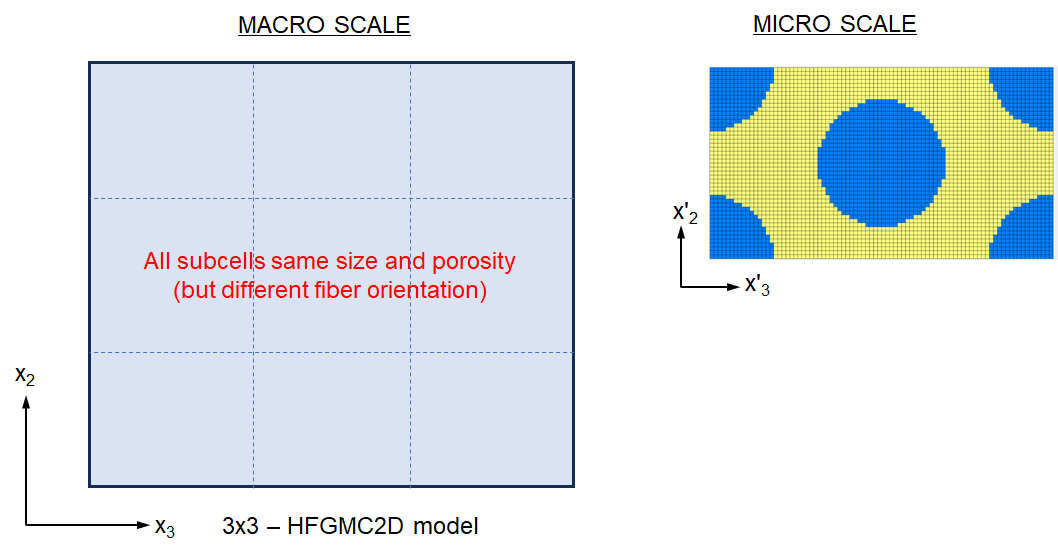 MACRO SCALE
MICRO SCALE
All subcells same size and porosity
(but different fiber orientation)
x'2
x'3
x2
x3
3x3 – HFGMC2D model